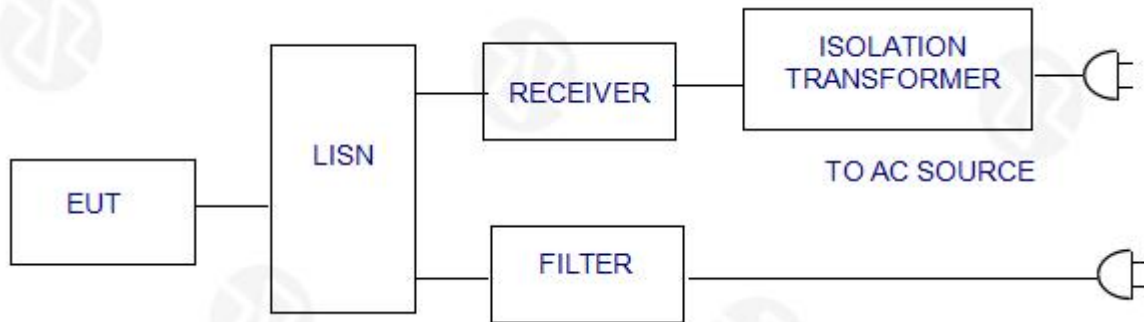 ISOLATION
TRANSFORMER
RECEIVER
LISN
TO AC SOURCE
EUT
FILTER